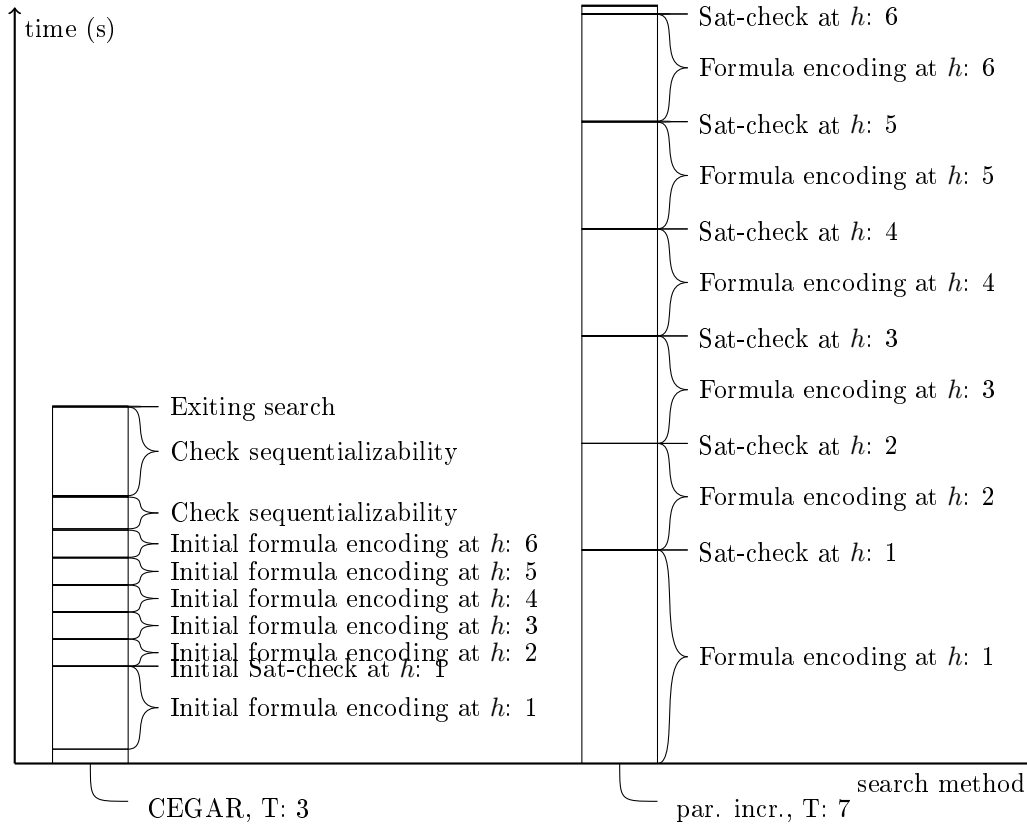 time (s)
Sat-check at h: 6
Formula encoding at h: 6
Sat-check at h: 5
Formula encoding at h: 5
Sat-check at h: 4
Formula encoding at h: 4
Sat-check at h: 3
Formula encoding at h: 3
Sat-check at h: 2
Formula encoding at h: 2
Sat-check at h: 1
Formula encoding at h: 1
Exiting search
Check sequentializability
Check sequentializability
Initial formula encoding at h: 6
Initial formula encoding at h: 5
Initial formula encoding at h: 4
Initial formula encoding at h: 3
Initial formula encoding at h: 2
Initial Sat-check at h: 1
Initial formula encoding at h: 1
search method
CEGAR, T: 3
par. incr., T: 7